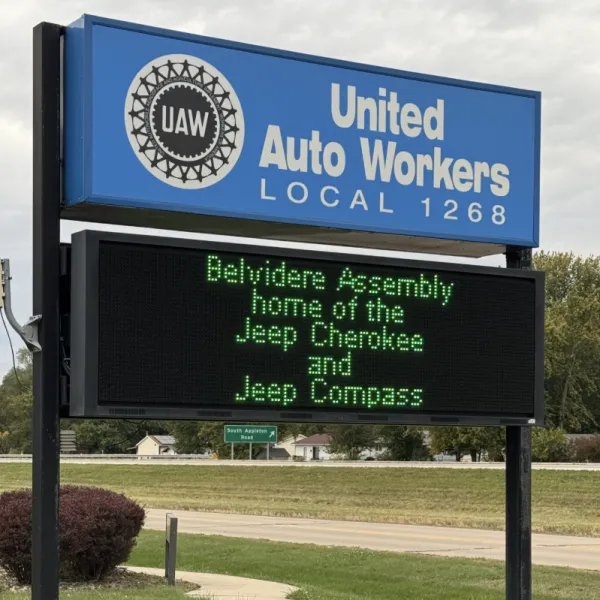 UAW
United
Auto Workers
LOCAL 1268
Belvidere Assembly
home of the
Jeep Cherokee
and
Jeep Compass
South Appleton
Road